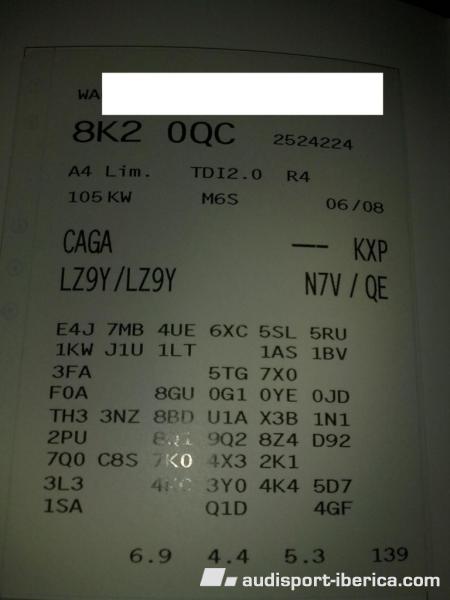 WA
8K2 0QC 2524224
A4 Lim. TDI2.0 R4
105 KW M6S 06/08
CAGA --- KXP
LZ9Y/LZ9Y N7V / QE
E4J 7MB 4UE 6XC 5SL 5RU
1KW J1U 1LT 1AS 1BV
3FA 5TG 7X0
F0A 8GU 0G1 0YE 0JD
TH3 3NZ 8BD U1A X3B 1N1
2PU 9Q2 8Z4 D92
7Q0 C8S 7K0 4X3 2K1
3L3 3Y0 4K4 5D7
1SA Q1D 4GF
6.9 4.4 5.3 139
audisport-iberica.com